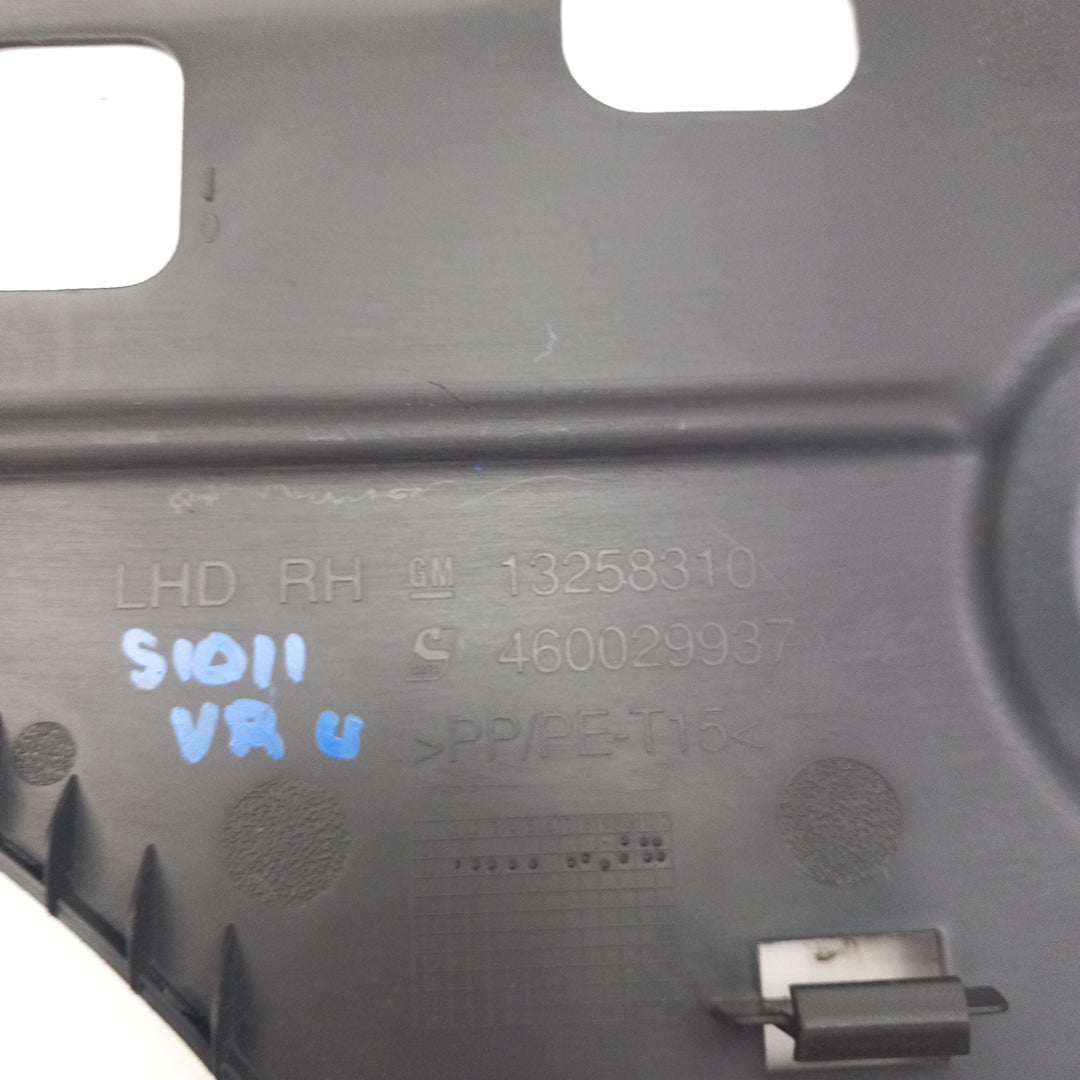 LHD RH GM 13258310
S1011 460029937
VR U >PP/PE-T15<